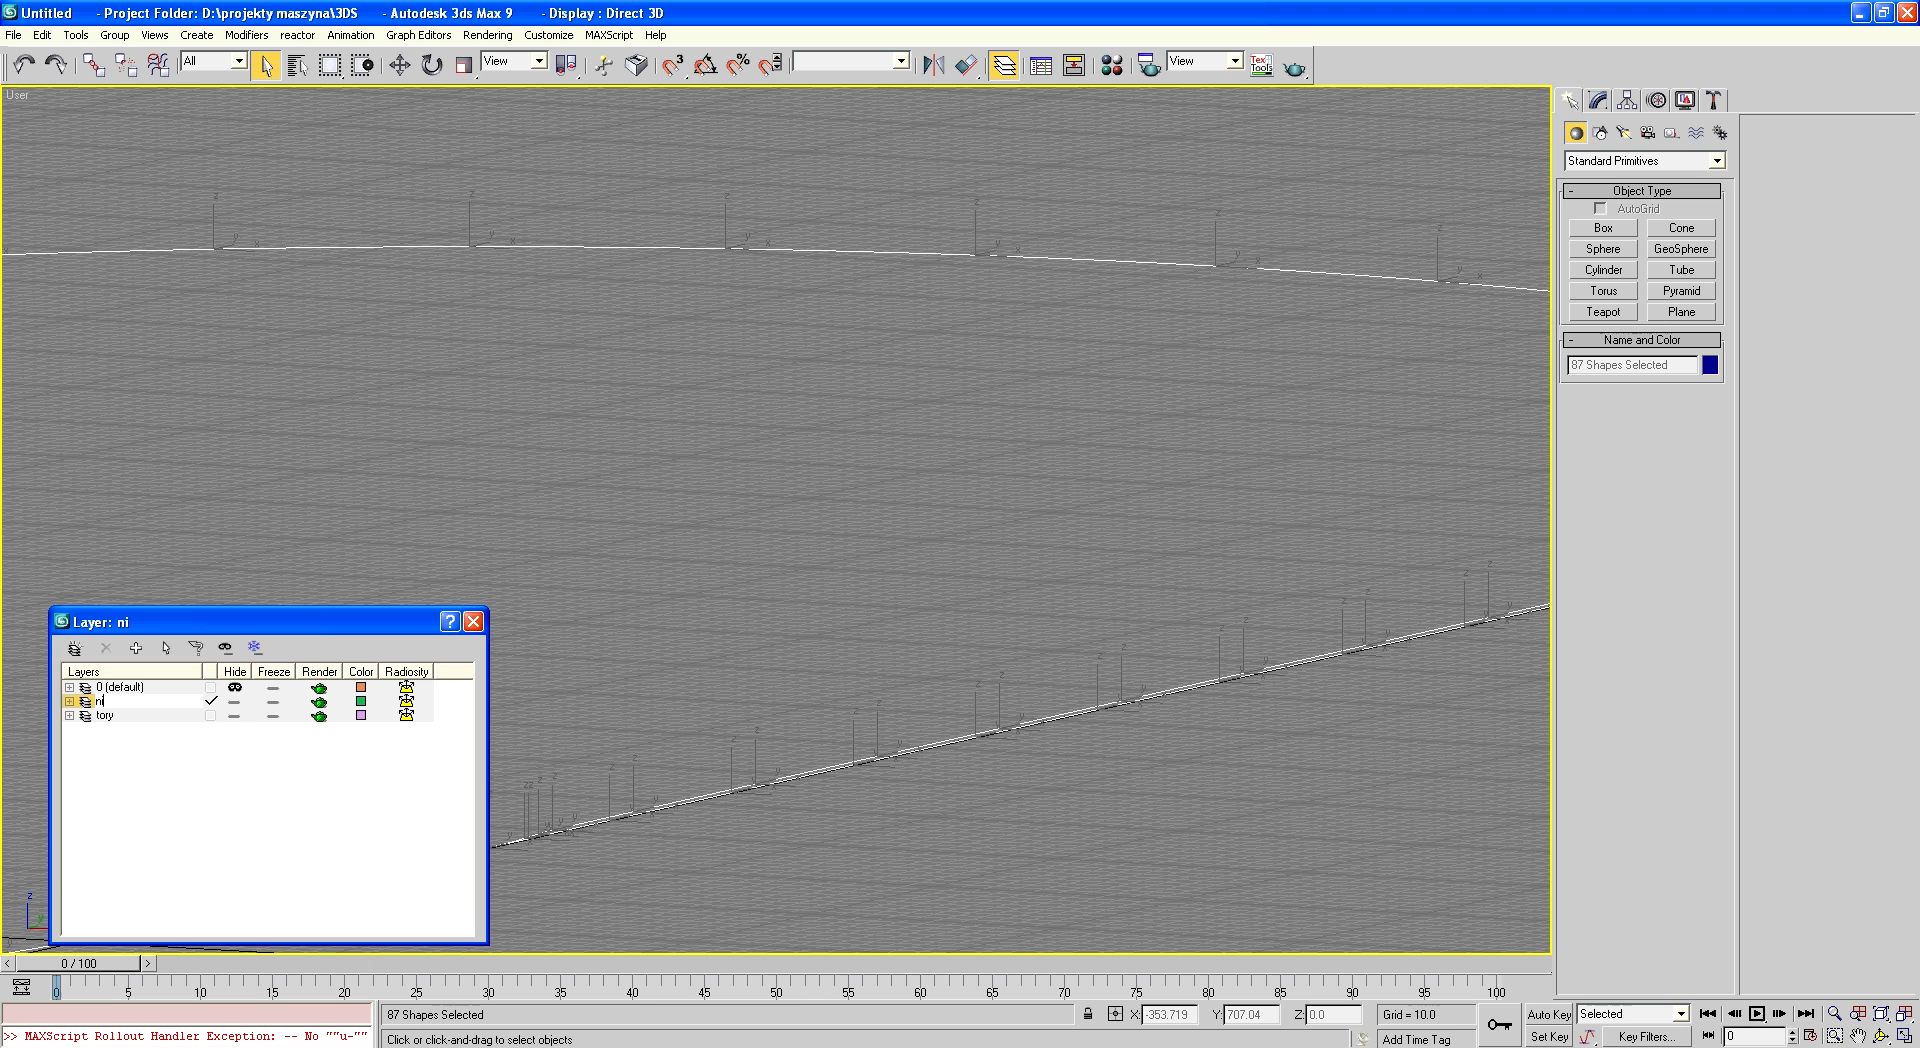 Untitled - Project Folder: D:\projekty maszyna\3DS - Autodesk 3ds Max 9 - Display : Direct 3D
File Edit Tools Group Views Create Modifiers reactor Animation Graph Editors Rendering Customize MAXScript Help
All View 3 % View Tex Tools
User
Standard Primitives
- Object Type
AutoGrid
Box Cone
Sphere GeoSphere
Cylinder Tube
Torus Pyramid
Teapot Plane
- Name and Color
87 Shapes Selected
Layer: ni ?
Layers Hide Freeze Render Color Radiosity
0 (default)
ni
tory
z
< 0 / 100 >
0 5 10 15 20 25 30 35 40 45 50 55 60 65 70 75 80 85 90 95 100
87 Shapes Selected X: -353.719 Y: 707.04 Z: 0.0 Grid = 10.0 Auto Key Selected
>> MAXScript Rollout Handler Exception: -- No ""u-"" Click or click-and-drag to select objects Add Time Tag Set Key Key Filters... 0